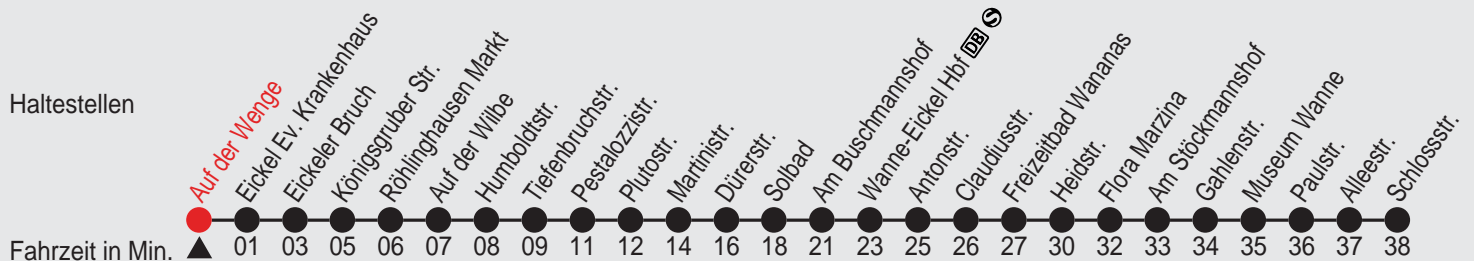 Haltestellen
Auf der Wenge
Eickel Ev. Krankenhaus
Eickeler Bruch
Königsgruber Str.
Röhlinghausen Markt
Auf der Wilbe
Humboldtstr.
Tiefenbruchstr.
Pestalozzistr.
Plutostr.
Martinistr.
Dürerstr.
Solbad
Am Buschmannshof
Wanne-Eickel Hbf DB S
Antonstr.
Claudiusstr.
Freizeitbad Wananas
Heidstr.
Flora Marzina
Am Stöckmannshof
Gahlenstr.
Museum Wanne
Paulstr.
Alleestr.
Schlossstr.
Fahrzeit in Min. 01 03 05 06 07 08 09 11 12 14 16 18 21 23 25 26 27 30 32 33 34 35 36 37 38